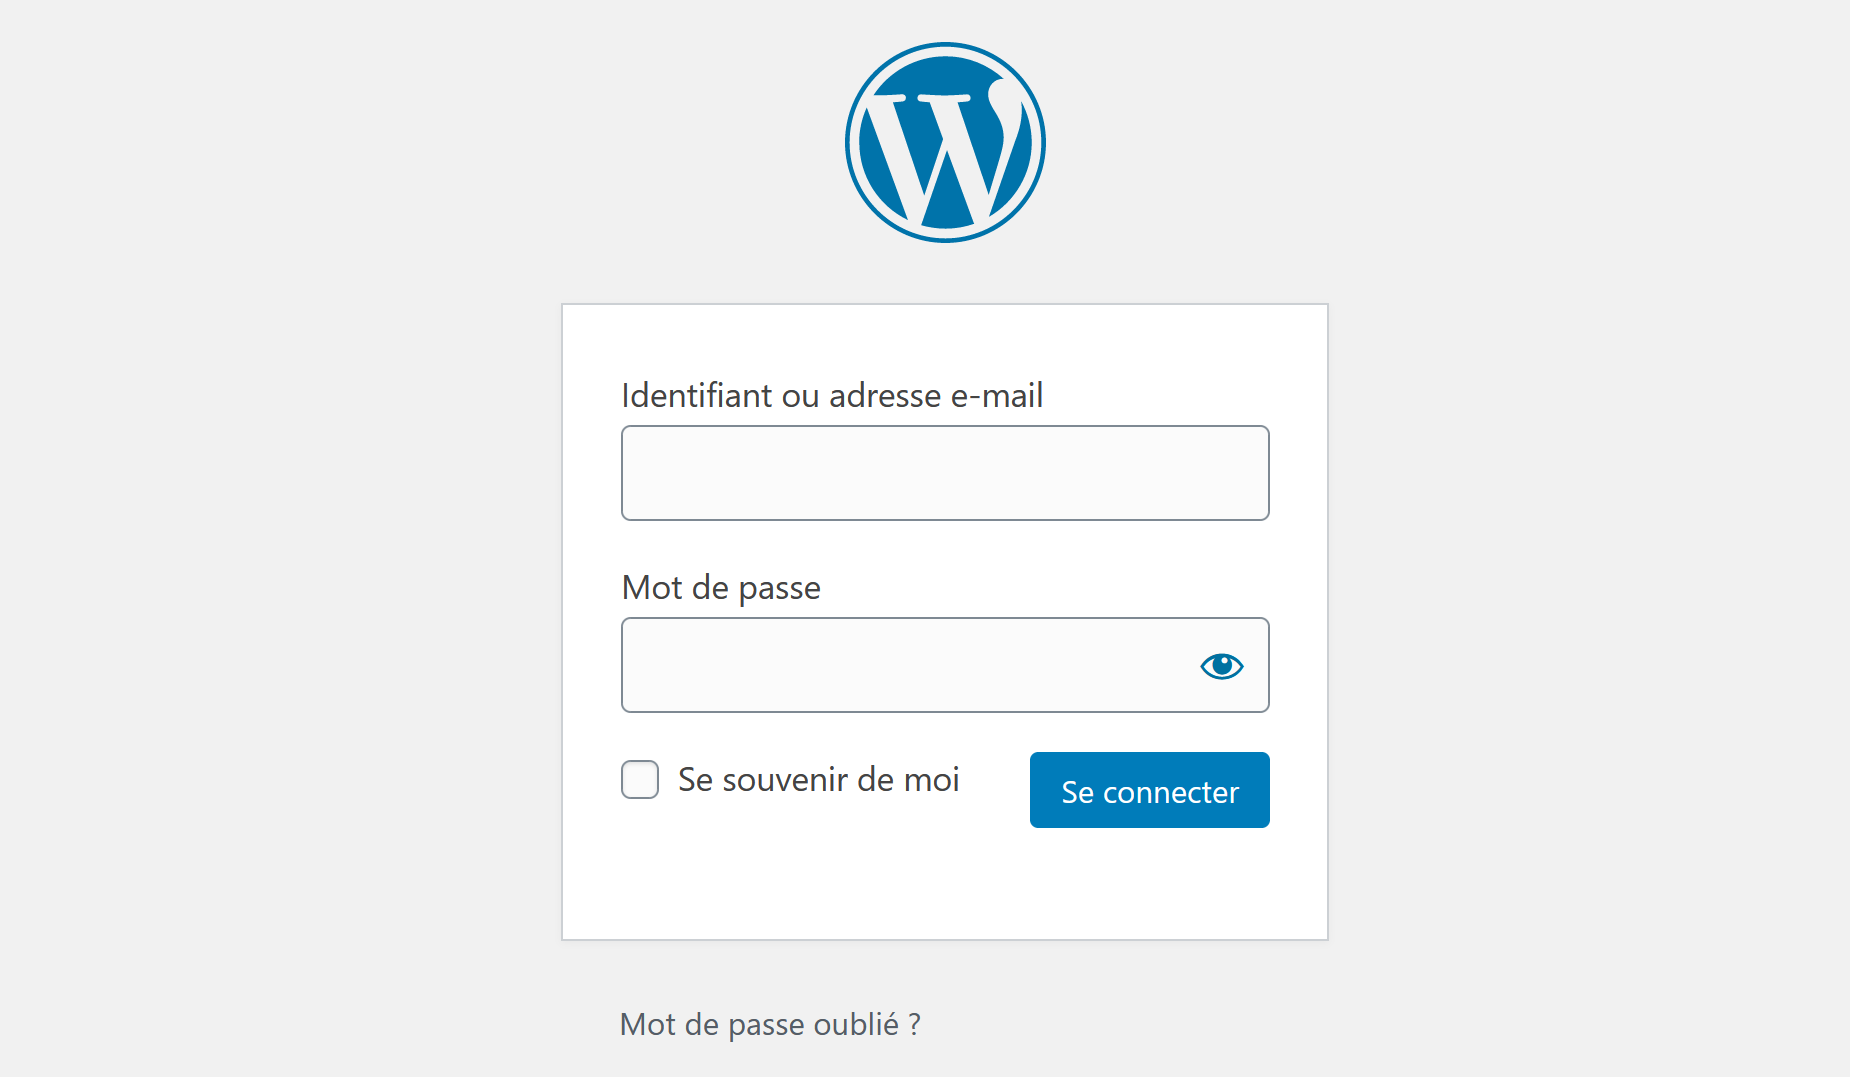 Identifiant ou adresse e-mail
Mot de passe
Se souvenir de moi
Se connecter
Mot de passe oublié ?